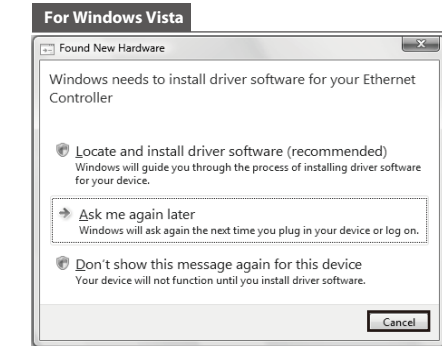 For Windows Vista
Found New Hardware
Windows needs to install driver software for your Ethernet
Controller
Locate and install driver software (recommended)
Windows will guide you through the process of installing driver software
for your device.
Ask me again later
Windows will ask again the next time you plug in your device or log on.
Don't show this message again for this device
Your device will not function until you install driver software.
Cancel